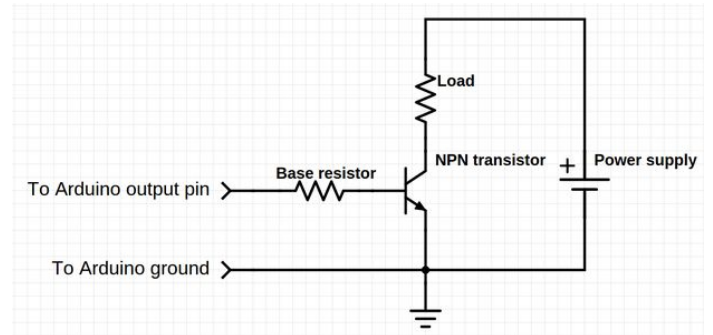 Load
NPN transistor
+
Power supply
Base resistor
To Arduino output pin
To Arduino ground